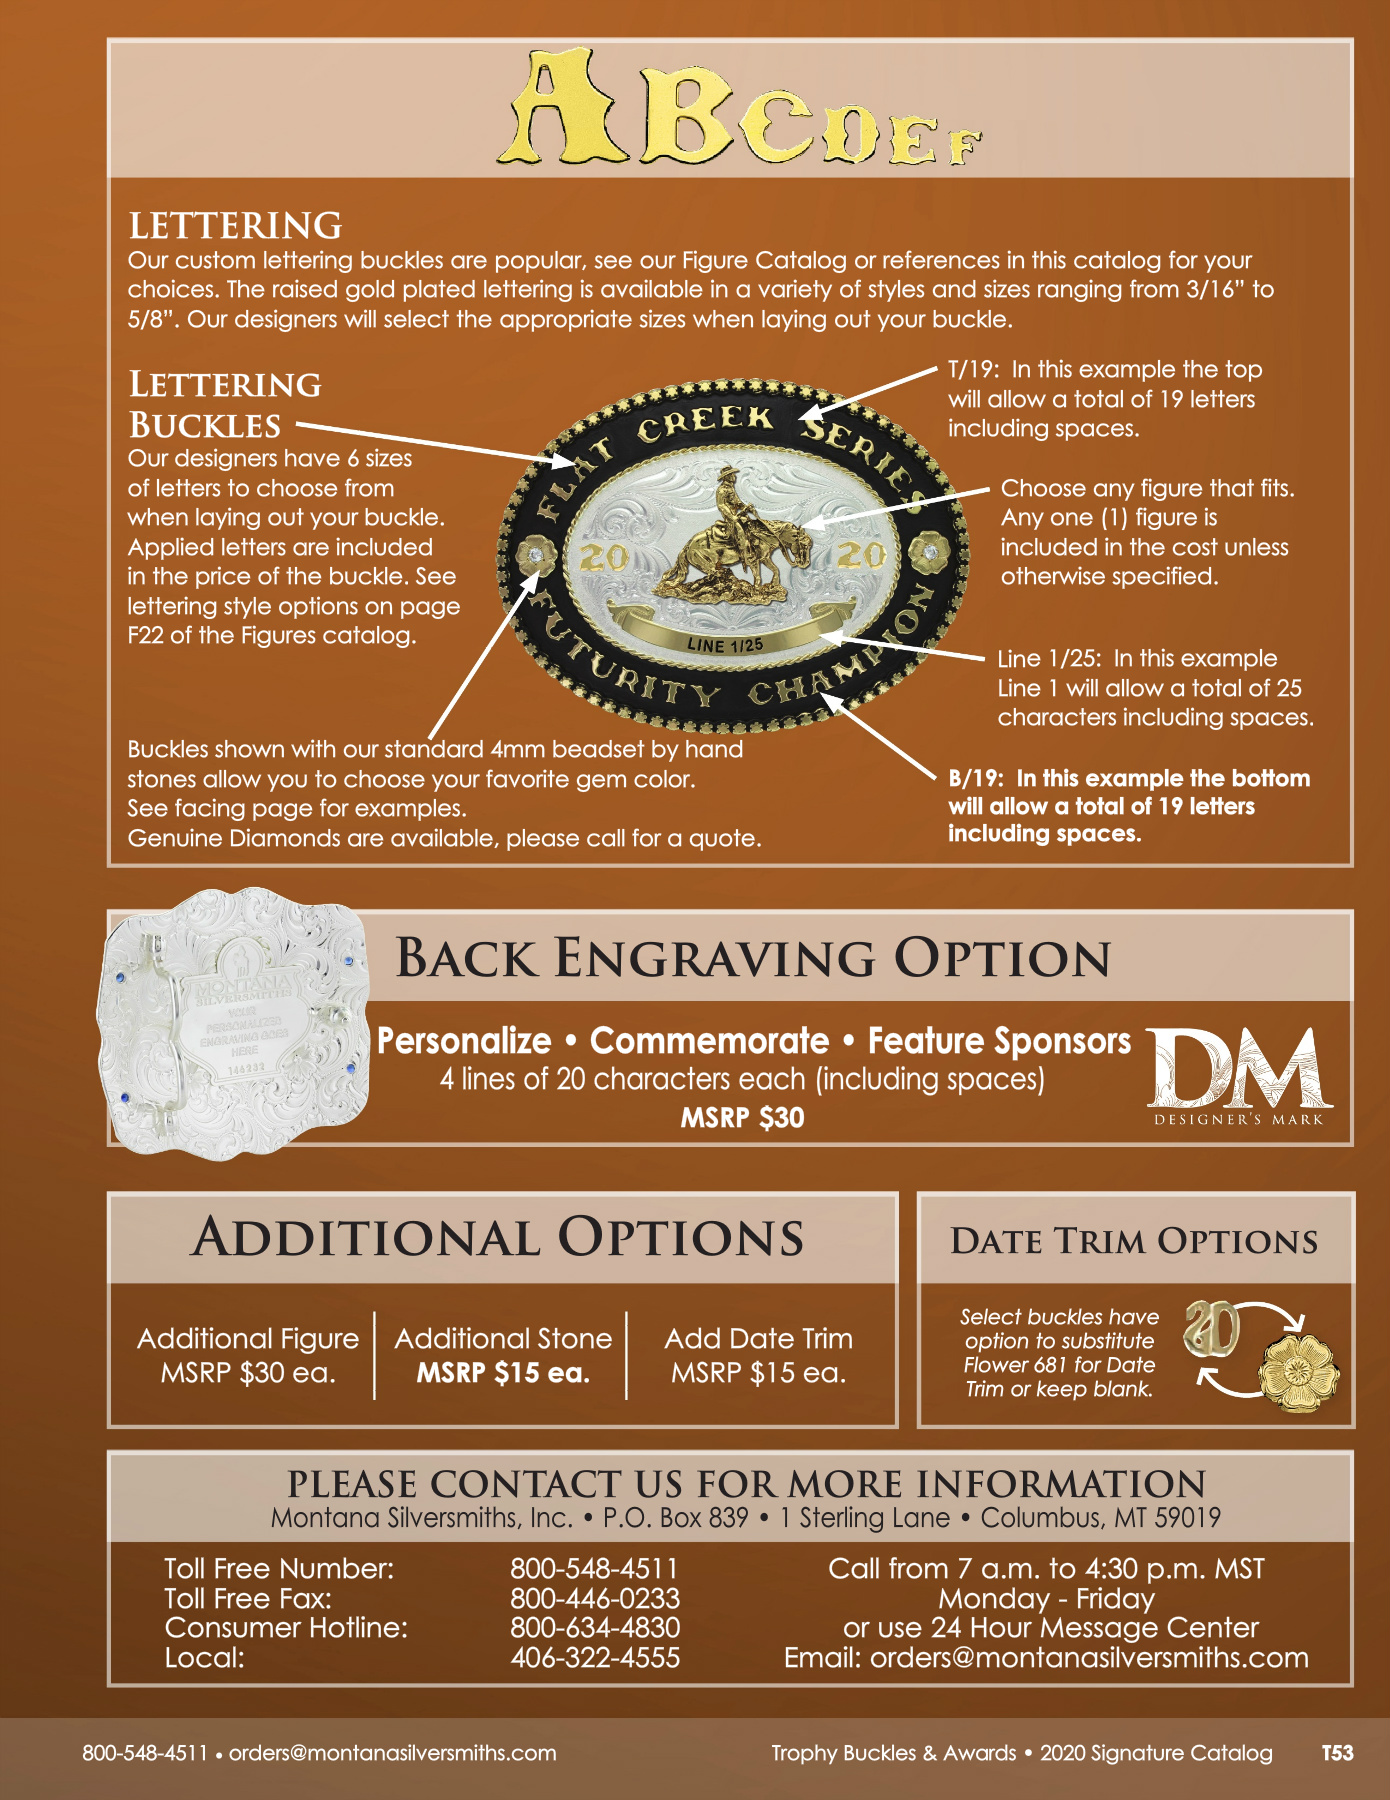 ABCDEF
LETTERING
Our custom lettering buckles are popular, see our Figure Catalog or references in this catalog for your
choices. The raised gold plated lettering is available in a variety of styles and sizes ranging from 3/16” to
5/8”. Our designers will select the appropriate sizes when laying out your buckle.
LETTERING
BUCKLES
Our designers have 6 sizes
of letters to choose from
when laying out your buckle.
Applied letters are included
in the price of the buckle. See
lettering style options on page
F22 of the Figures catalog.
FLAT CREEK SERIES
20 20
LINE 1/25
FUTURITY CHAMPION
T/19: In this example the top
will allow a total of 19 letters
including spaces.
Choose any figure that fits.
Any one (1) figure is
included in the cost unless
otherwise specified.
Line 1/25: In this example
Line 1 will allow a total of 25
characters including spaces.
B/19: In this example the bottom
will allow a total of 19 letters
including spaces.
Buckles shown with our standard 4mm beadset by hand
stones allow you to choose your favorite gem color.
See facing page for examples.
Genuine Diamonds are available, please call for a quote.
BACK ENGRAVING OPTION
MONTANA
SILVERSMITHS
YOUR
PERSONALIZED
ENGRAVING GOES
HERE
146232
Personalize • Commemorate • Feature Sponsors
4 lines of 20 characters each (including spaces)
MSRP $30
DM
DESIGNER'S MARK
ADDITIONAL OPTIONS
Additional Figure
MSRP $30 ea.
Additional Stone
MSRP $15 ea.
Add Date Trim
MSRP $15 ea.
DATE TRIM OPTIONS
Select buckles have
option to substitute
Flower 681 for Date
Trim or keep blank.
20
PLEASE CONTACT US FOR MORE INFORMATION
Montana Silversmiths, Inc. • P.O. Box 839 • 1 Sterling Lane • Columbus, MT 59019
Toll Free Number: 800-548-4511
Toll Free Fax: 800-446-0233
Consumer Hotline: 800-634-4830
Local: 406-322-4555
Call from 7 a.m. to 4:30 p.m. MST
Monday - Friday
or use 24 Hour Message Center
Email: orders@montanasilversmiths.com
800-548-4511 • orders@montanasilversmiths.com
Trophy Buckles & Awards • 2020 Signature Catalog T53